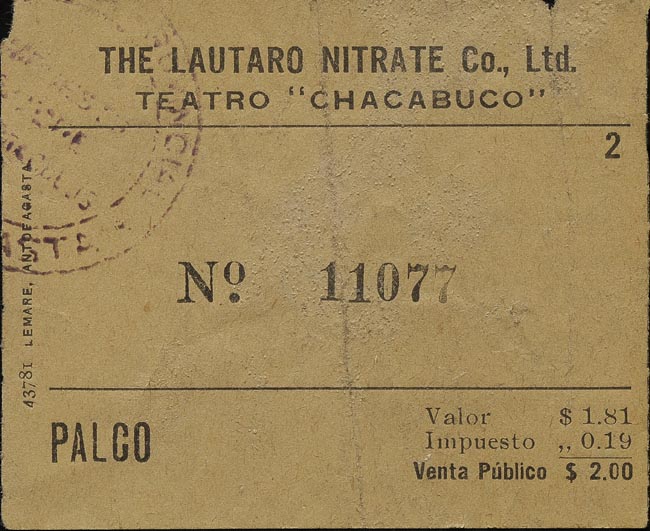 THE LAUTARO NITRATE Co., Ltd.
TEATRO "CHACABUCO"
2
Nº. 11077
43781 LEMARE, ANTOFAGASTA
PALCO
Valor $ 1.81
Impuesto ,, 0.19
Venta Público $ 2.00